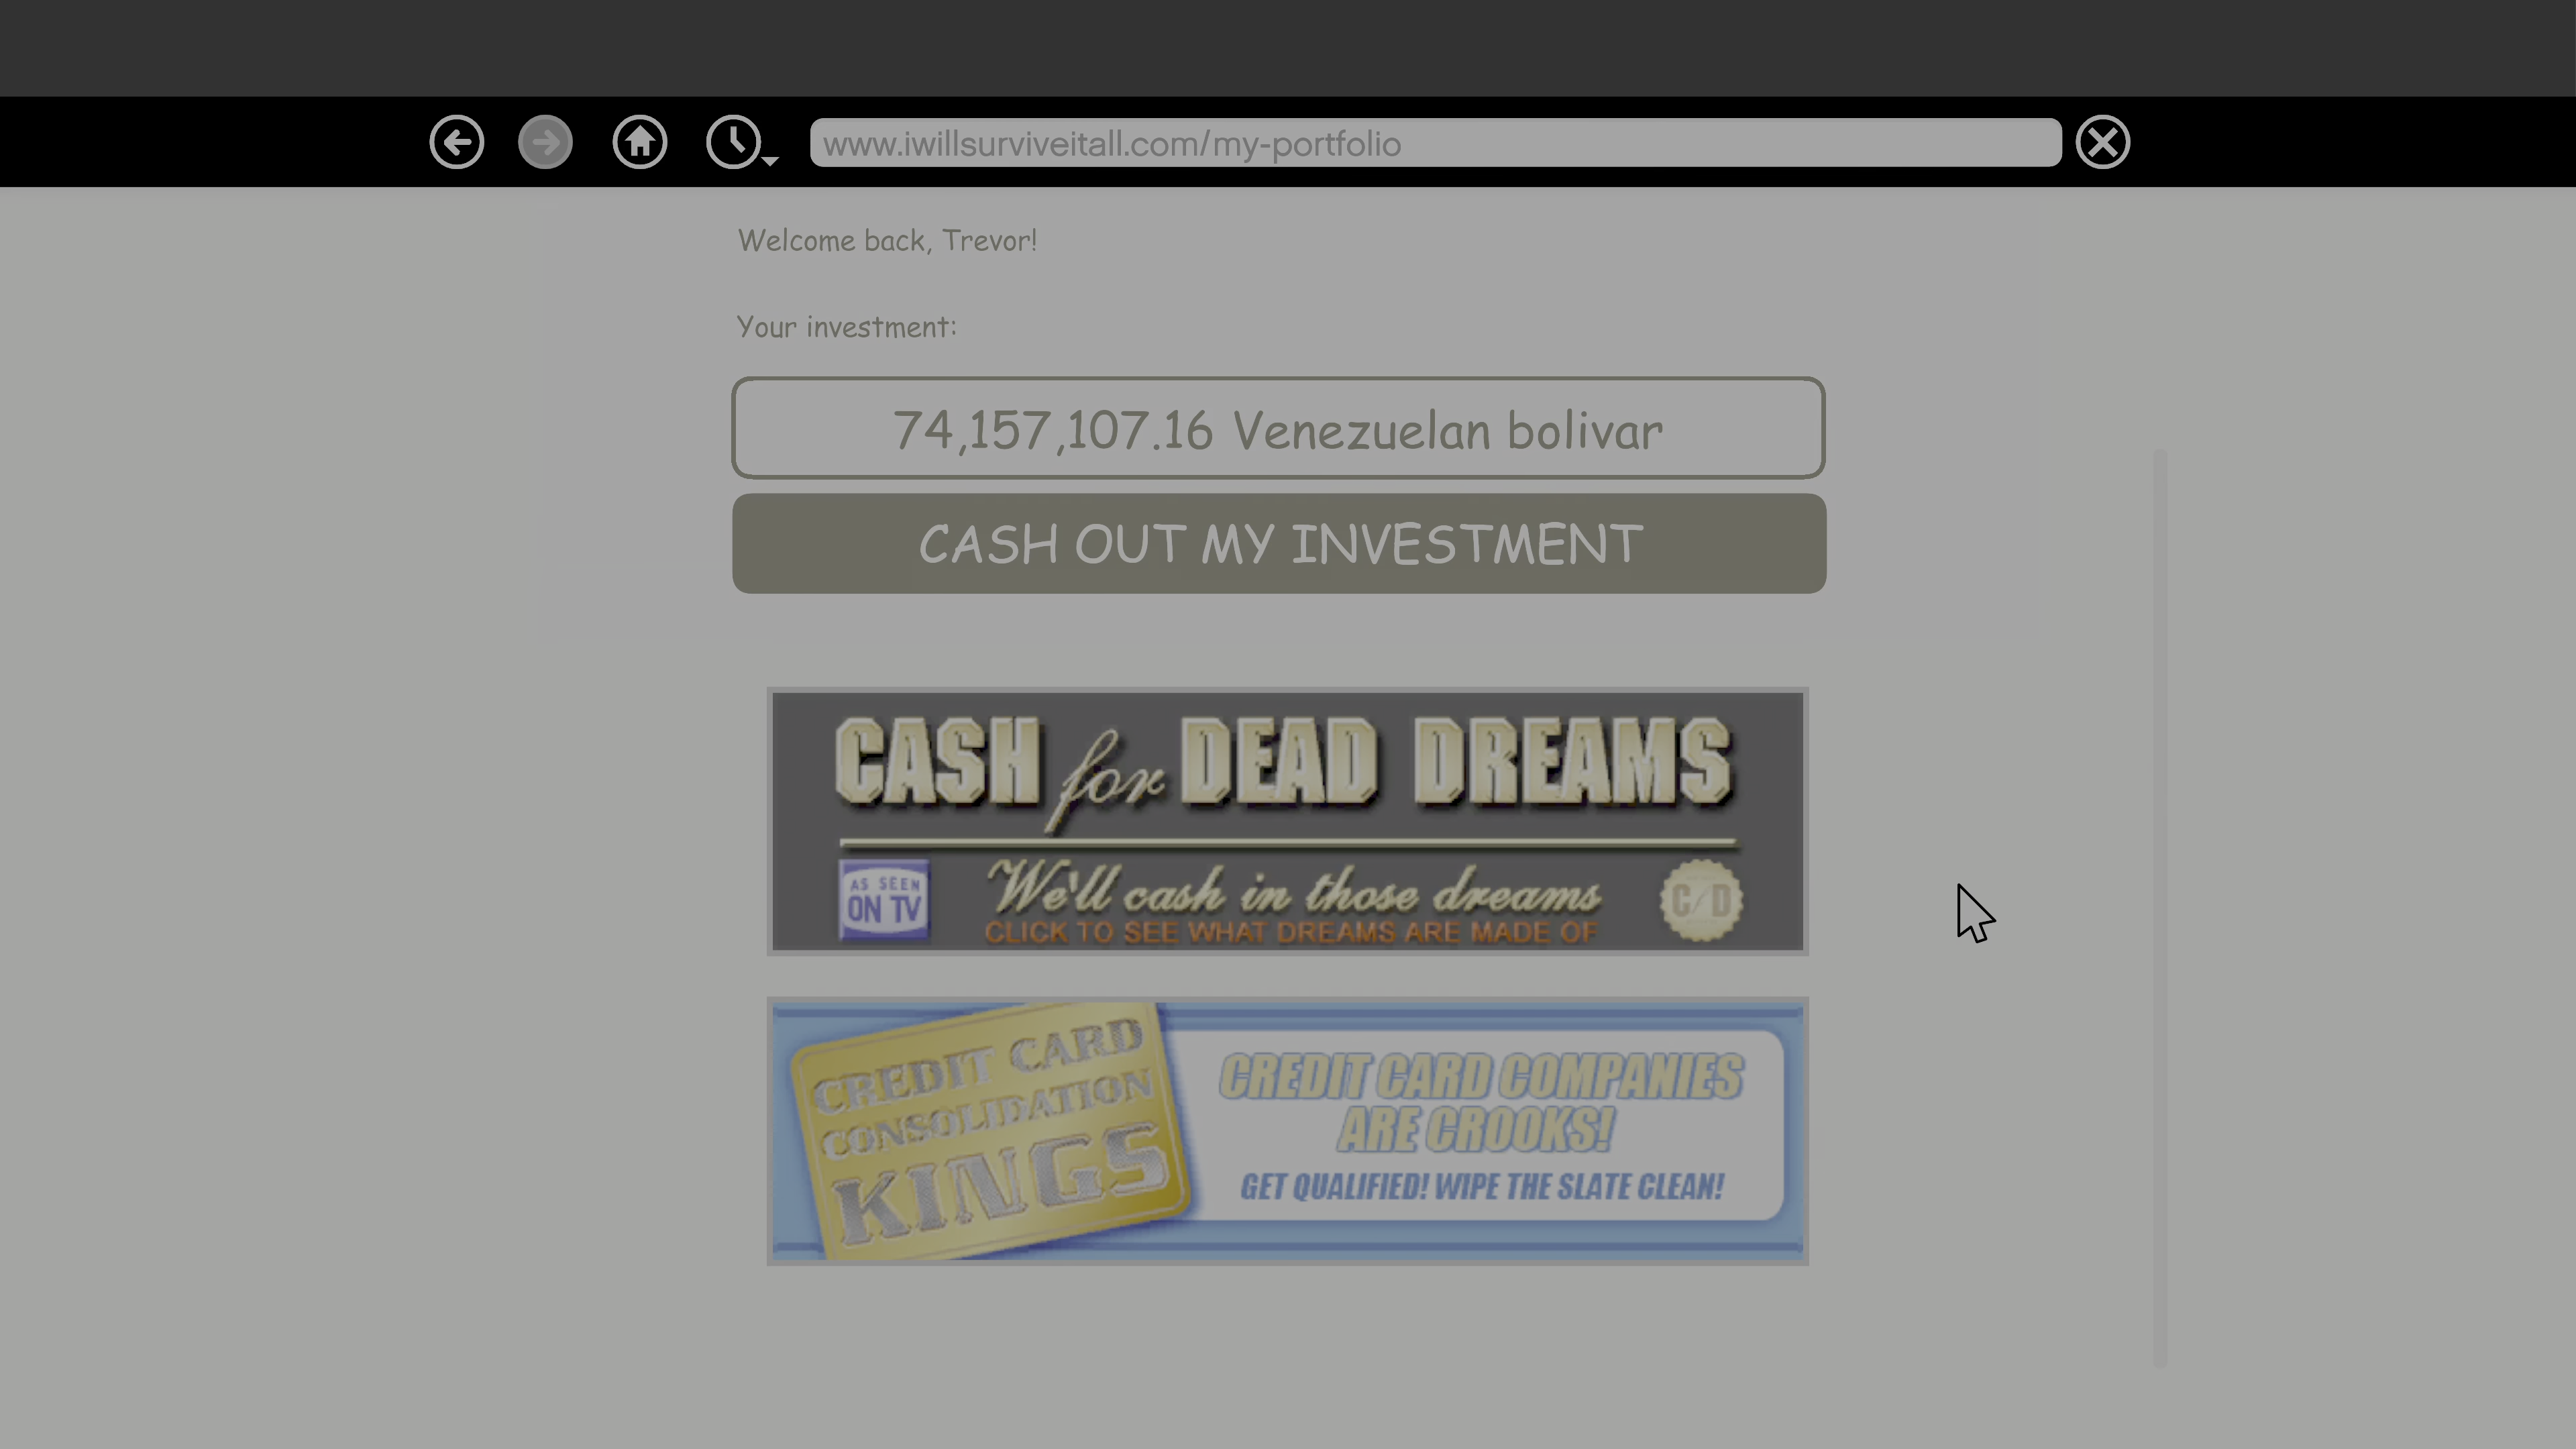 www.iwillsurviveitall.com/my-portfolio
Welcome back, Trevor!
Your investment:
74,157,107.16 Venezuelan bolivar
CASH OUT MY INVESTMENT
CASH for DEAD DREAMS
AS SEEN
ON TV
We'll cash in those dreams
CLICK TO SEE WHAT DREAMS ARE MADE OF
C/D
CREDIT CARD
CONSOLIDATION
KINGS
CREDIT CARD COMPANIES
ARE CROOKS!
GET QUALIFIED! WIPE THE SLATE CLEAN!